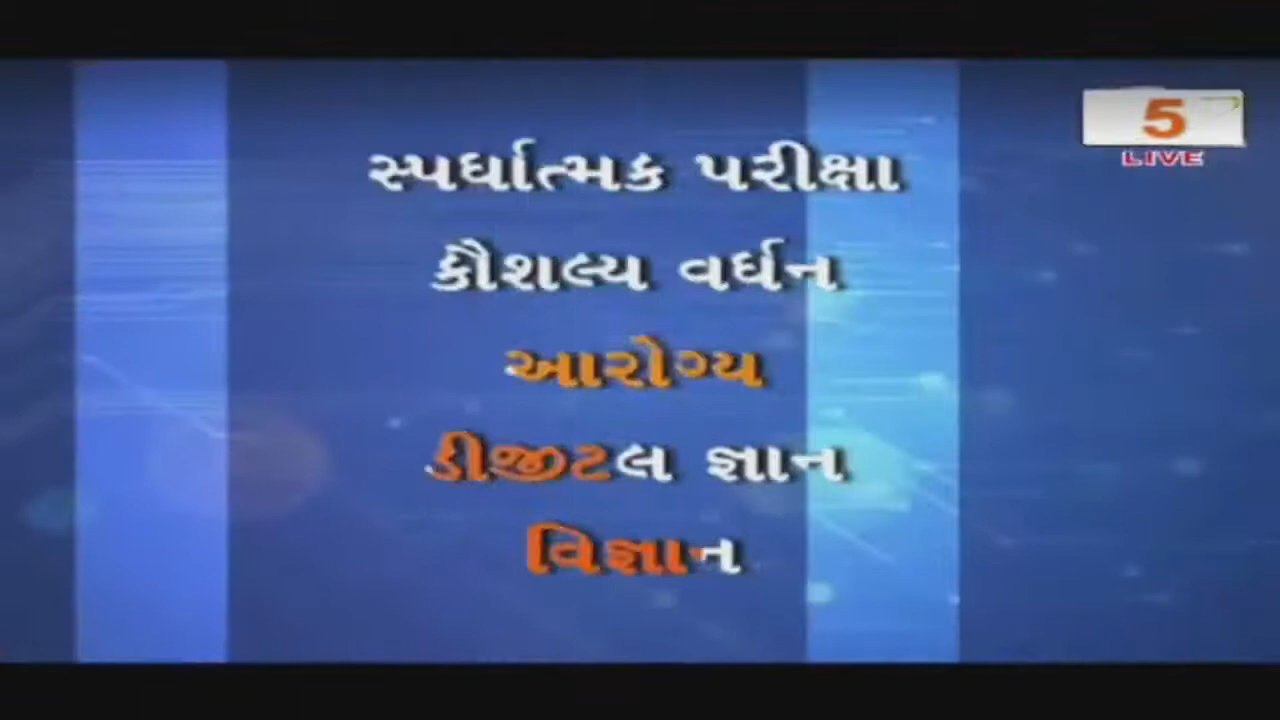 5
LIVE
સ્પર્ધાત્મક પરીક્ષા
કૌશલ્ય વર્ધન
આરોગ્ય
ડીજીટલ જ્ઞાન
વિજ્ઞાન